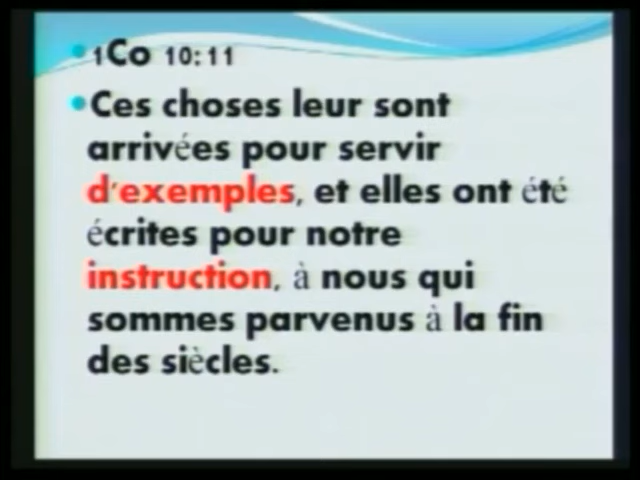 1Co 10:11
Ces choses leur sont
arrivées pour servir
d'exemples, et elles ont été
écrites pour notre
instruction, à nous qui
sommes parvenus à la fin
des siècles.